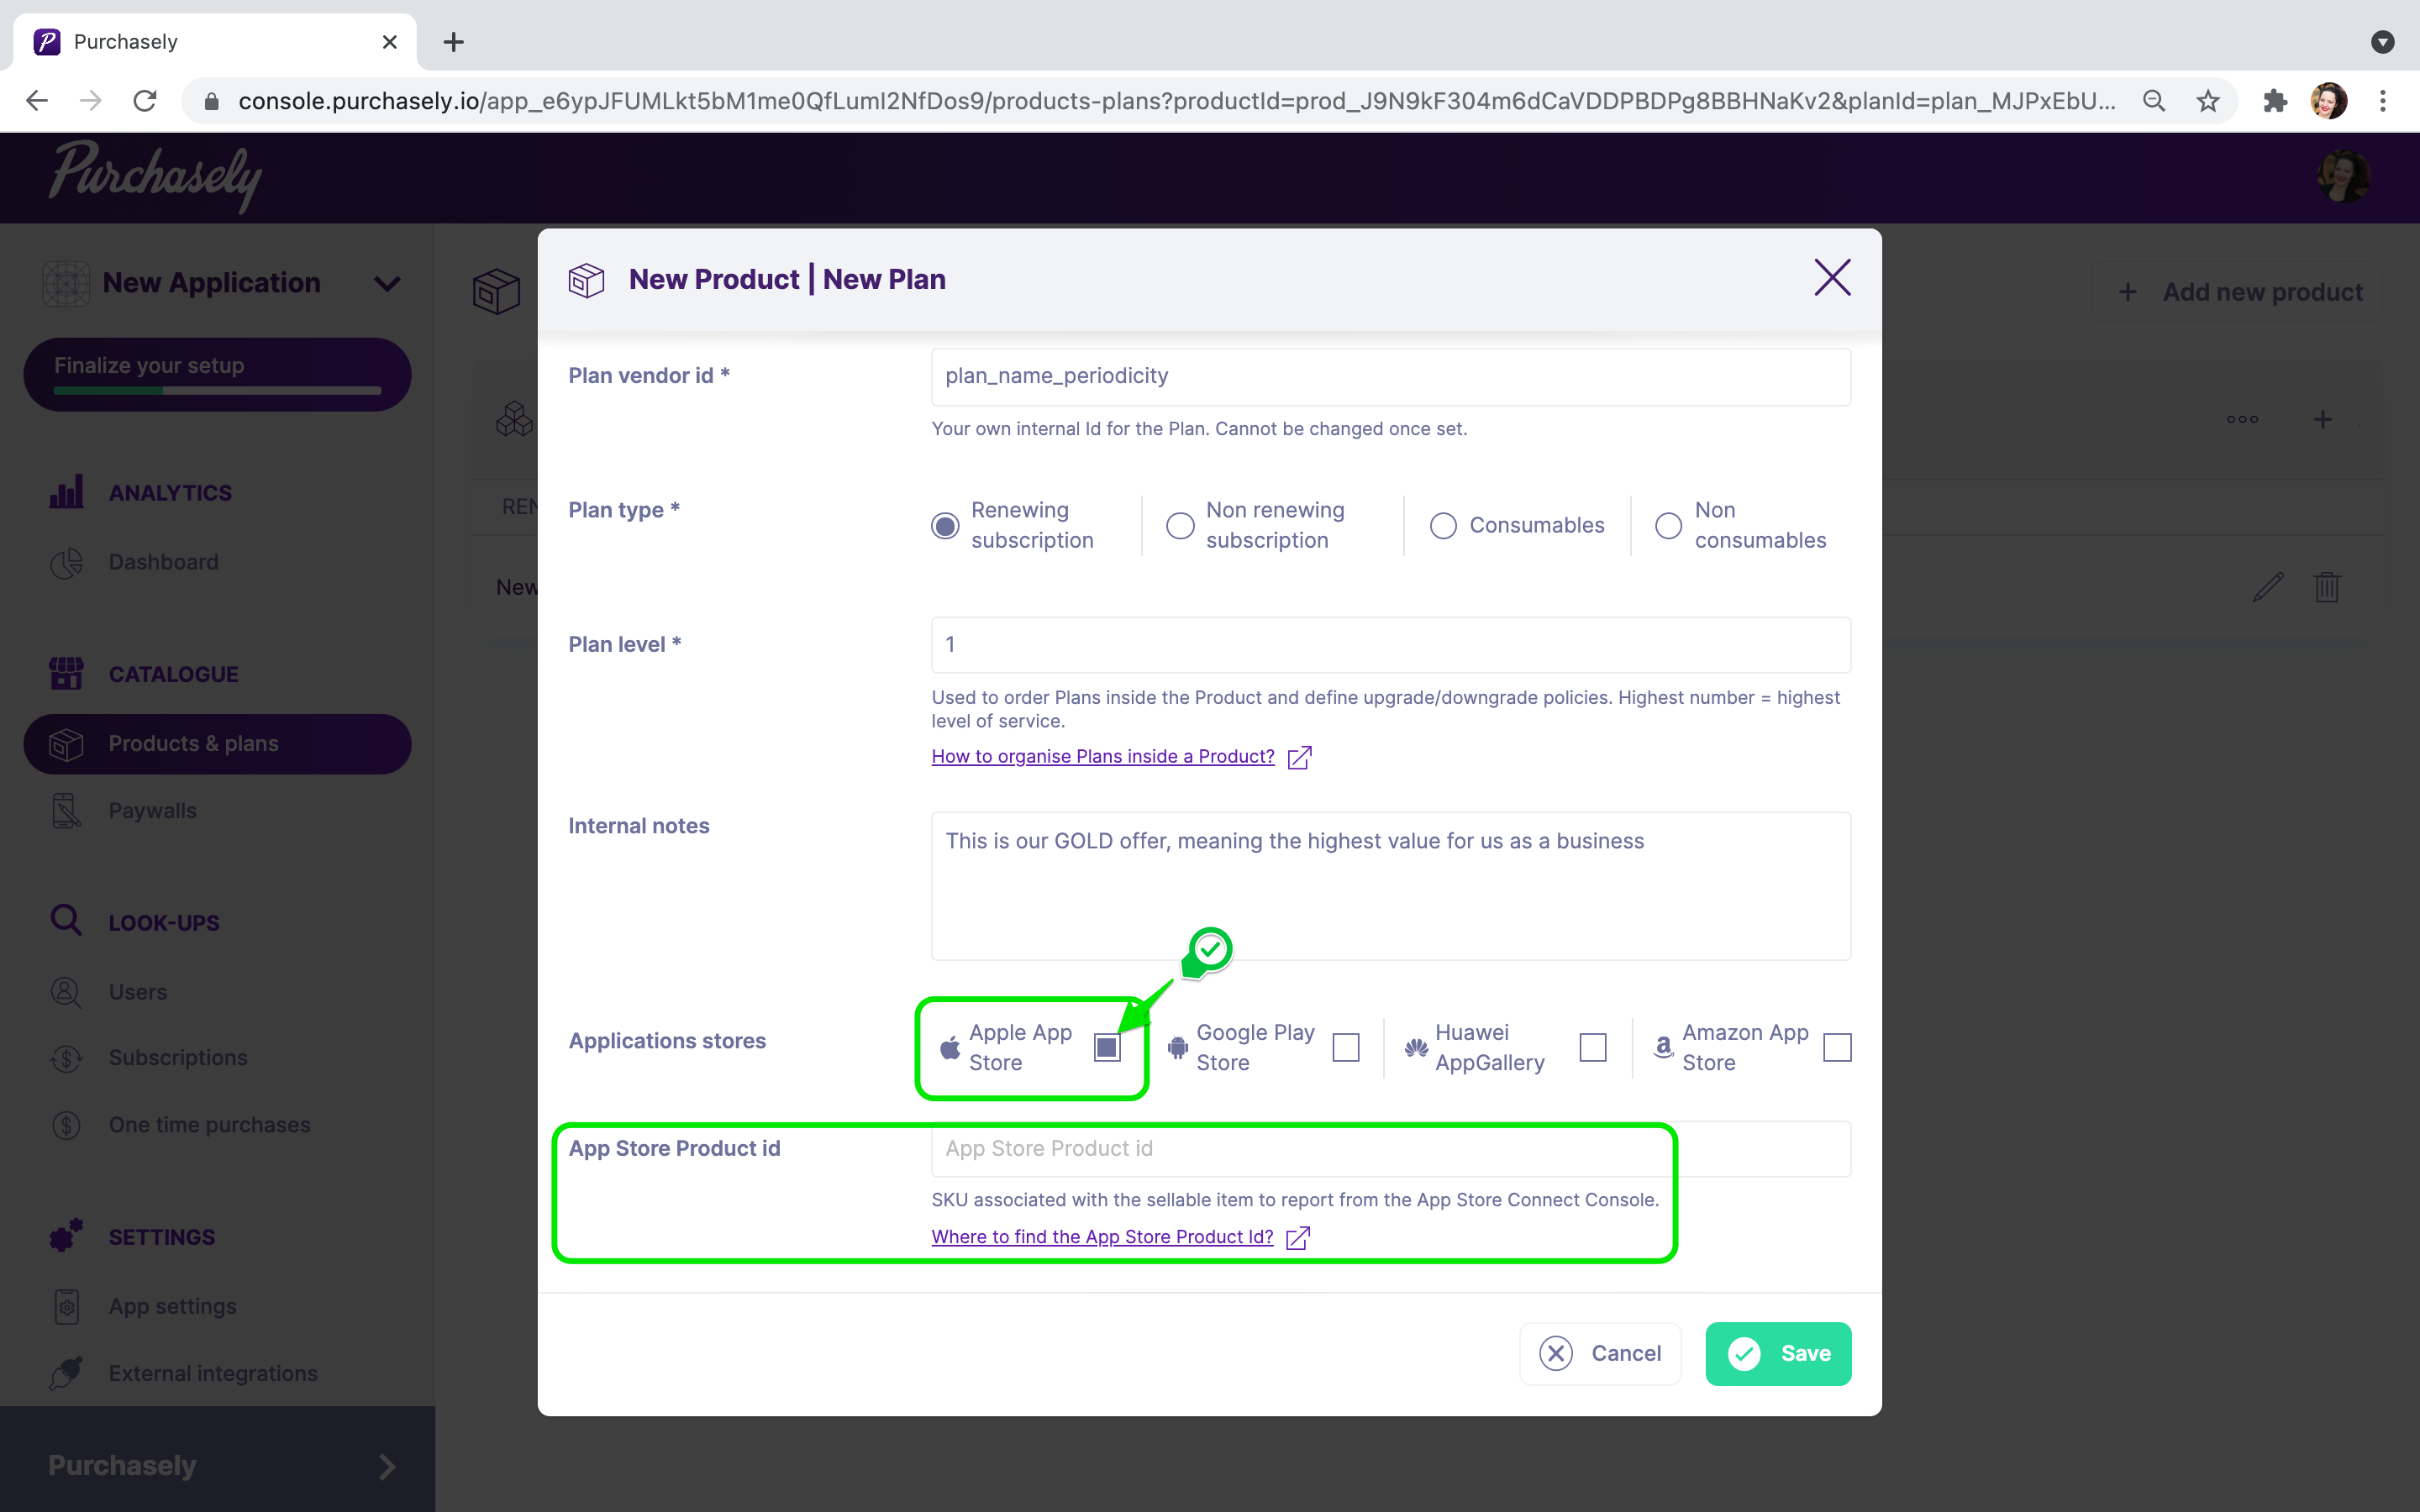 Purchasely
console.purchasely.io/app_e6ypJFUMLkt5bM1me0QfLumI2NfDos9/products-plans?productId=prod_J9N9kF304m6dCaVDDPBDPg8BBHNaKv2&planId=plan_MJPxEbU...
Purchasely
New Application
Finalize your setup
ANALYTICS
Dashboard
CATALOGUE
Products & plans
Paywalls
LOOK-UPS
Users
Subscriptions
One time purchases
SETTINGS
App settings
External integrations
Purchasely
Add new product
REN
New
New Product | New Plan
Plan vendor id *
plan_name_periodicity
Your own internal Id for the Plan. Cannot be changed once set.
Plan type *
Renewing
subscription
Non renewing
subscription
Consumables
Non
consumables
Plan level *
1
Used to order Plans inside the Product and define upgrade/downgrade policies. Highest number = highest
level of service.
How to organise Plans inside a Product?
Internal notes
This is our GOLD offer, meaning the highest value for us as a business
Applications stores
Apple App
Store
Google Play
Store
Huawei
AppGallery
Amazon App
Store
App Store Product id
App Store Product id
SKU associated with the sellable item to report from the App Store Connect Console.
Where to find the App Store Product Id?
Cancel
Save